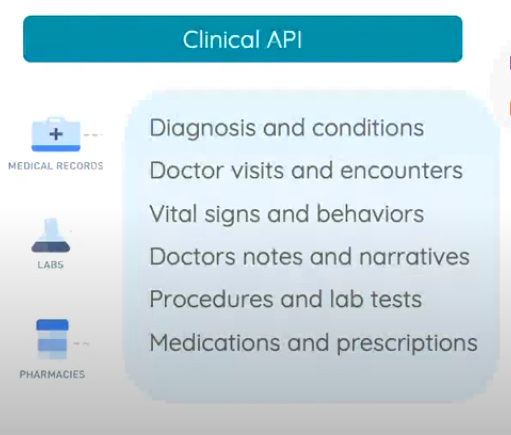 Clinical API
Diagnosis and conditions
Doctor visits and encounters
Vital signs and behaviors
Doctors notes and narratives
Procedures and lab tests
Medications and prescriptions
MEDICAL RECORDS
LABS
PHARMACIES